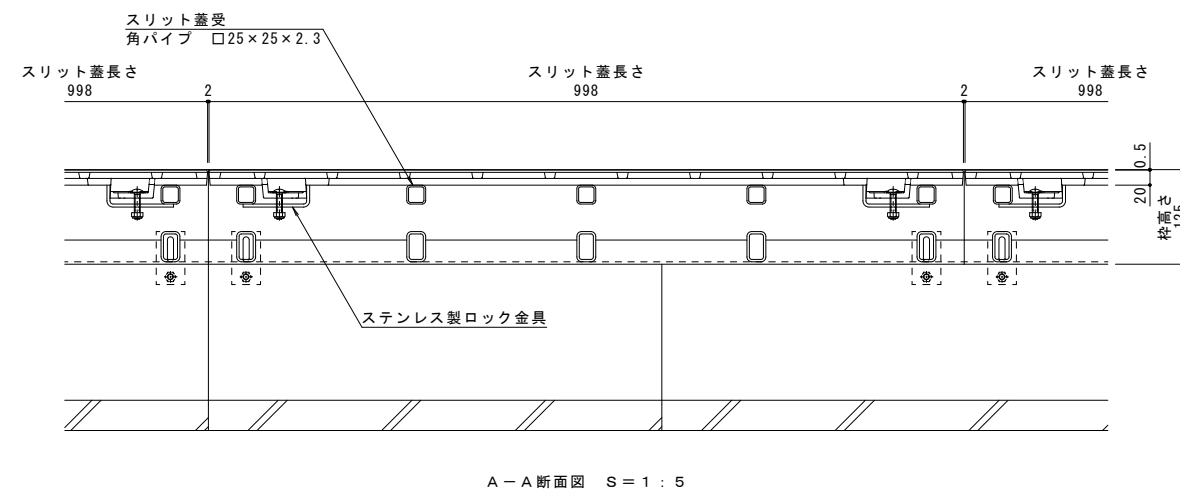 スリット蓋受
角パイプ　□25×25×2.3
スリット蓋長さ
998
2
スリット蓋長さ
998
2
スリット蓋長さ
998
0.5
20
枠高さ
125
ステンレス製ロック金具
A－A断面図　S＝1：5